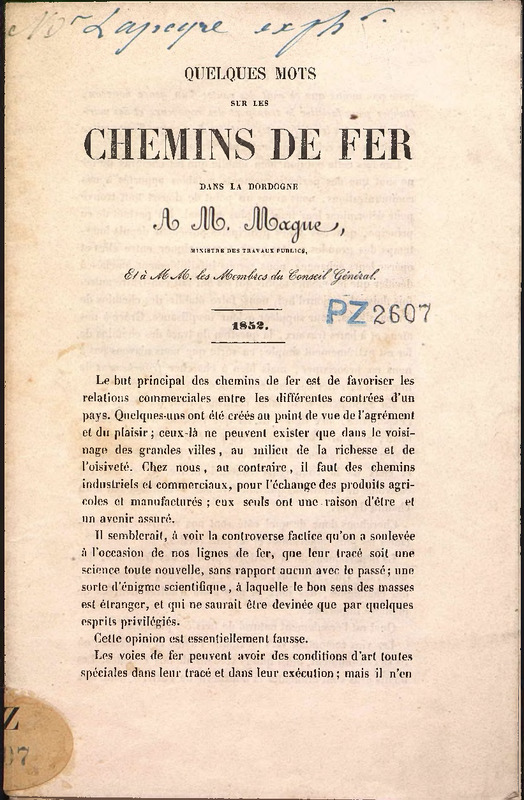 Mr Lapeyre exph r.
QUELQUES MOTS
SUR LES
CHEMINS DE FER
DANS LA DORDOGNE
A M. Magne,
MINISTRE DES TRAVAUX PUBLICS,
Et à MM. les Membres du Conseil Général.
1852.
PZ 2607
Le but principal des chemins de fer est de favoriser les
relations commerciales entre les différentes contrées d'un
pays. Quelques-uns ont été créés au point de vue de l'agrément
et du plaisir ; ceux-là ne peuvent exister que dans le voisi-
nage des grandes villes, au milieu de la richesse et de
l'oisiveté. Chez nous, au contraire, il faut des chemins
industriels et commerciaux, pour l'échange des produits agri-
coles et manufacturés ; eux seuls ont une raison d'être et
un avenir assuré.
Il semblerait, à voir la controverse factice qu'on a soulevée
à l'occasion de nos lignes de fer, que leur tracé soit une
science toute nouvelle, sans rapport aucun avec le passé ; une
sorte d'énigme scientifique, à laquelle le bon sens des masses
est étranger, et qui ne saurait être devinée que par quelques
esprits privilégiés.
Cette opinion est essentiellement fausse.
Les voies de fer peuvent avoir des conditions d'art toutes
spéciales dans leur tracé et dans leur exécution ; mais il n'en
Z
07